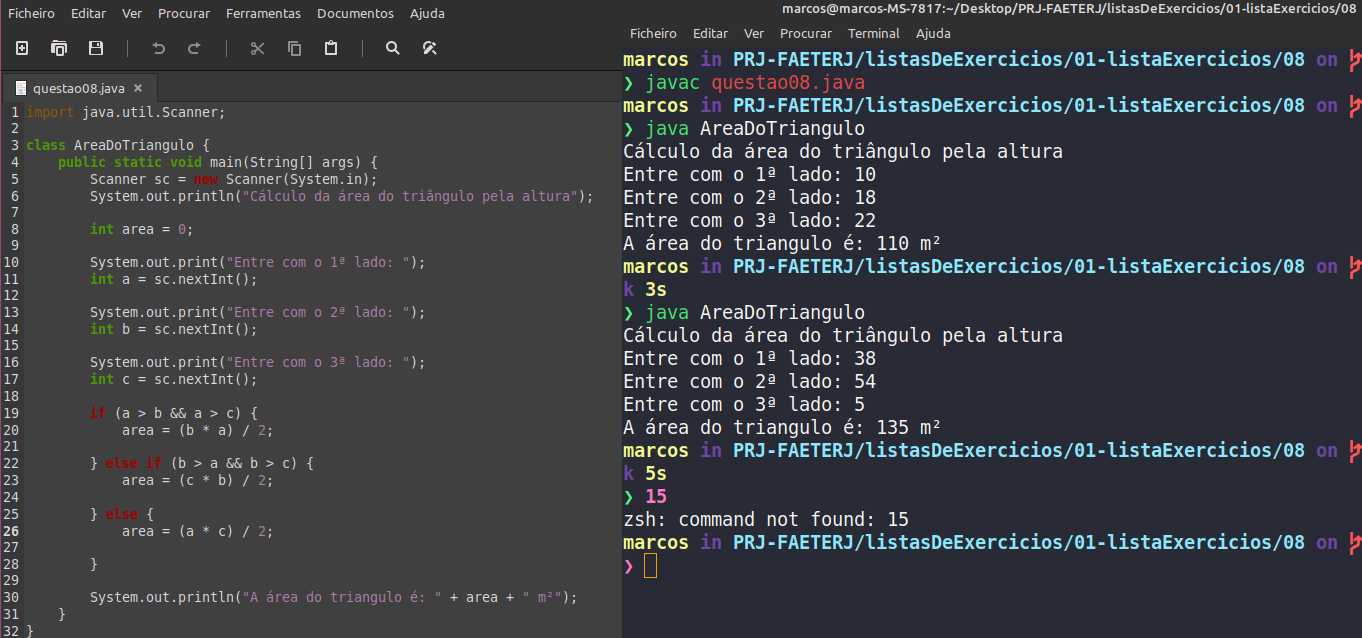 Ficheiro Editar Ver Procurar Ferramentas Documentos Ajuda
questao08.java ×
1 import java.util.Scanner;
2
3 class AreaDoTriangulo {
4     public static void main(String[] args) {
5         Scanner sc = new Scanner(System.in);
6         System.out.println("Cálculo da área do triângulo pela altura");
7
8         int area = 0;
9
10         System.out.print("Entre com o 1ª lado: ");
11         int a = sc.nextInt();
12
13         System.out.print("Entre com o 2ª lado: ");
14         int b = sc.nextInt();
15
16         System.out.print("Entre com o 3ª lado: ");
17         int c = sc.nextInt();
18
19         if (a > b && a > c) {
20             area = (b * a) / 2;
21
22         } else if (b > a && b > c) {
23             area = (c * b) / 2;
24
25         } else {
26             area = (a * c) / 2;
27
28         }
29
30         System.out.println("A área do triangulo é: " + area + " m²");
31     }
32 }
marcos@marcos-MS-7817:~/Desktop/PRJ-FAETERJ/listasDeExercicios/01-listaExercicios/08
Ficheiro Editar Ver Procurar Terminal Ajuda
marcos in PRJ-FAETERJ/listasDeExercicios/01-listaExercicios/08 on
❯ javac questao08.java
marcos in PRJ-FAETERJ/listasDeExercicios/01-listaExercicios/08 on
❯ java AreaDoTriangulo
Cálculo da área do triângulo pela altura
Entre com o 1ª lado: 10
Entre com o 2ª lado: 18
Entre com o 3ª lado: 22
A área do triangulo é: 110 m²
marcos in PRJ-FAETERJ/listasDeExercicios/01-listaExercicios/08 on
k 3s
❯ java AreaDoTriangulo
Cálculo da área do triângulo pela altura
Entre com o 1ª lado: 38
Entre com o 2ª lado: 54
Entre com o 3ª lado: 5
A área do triangulo é: 135 m²
marcos in PRJ-FAETERJ/listasDeExercicios/01-listaExercicios/08 on
k 5s
❯ 15
zsh: command not found: 15
marcos in PRJ-FAETERJ/listasDeExercicios/01-listaExercicios/08 on
❯